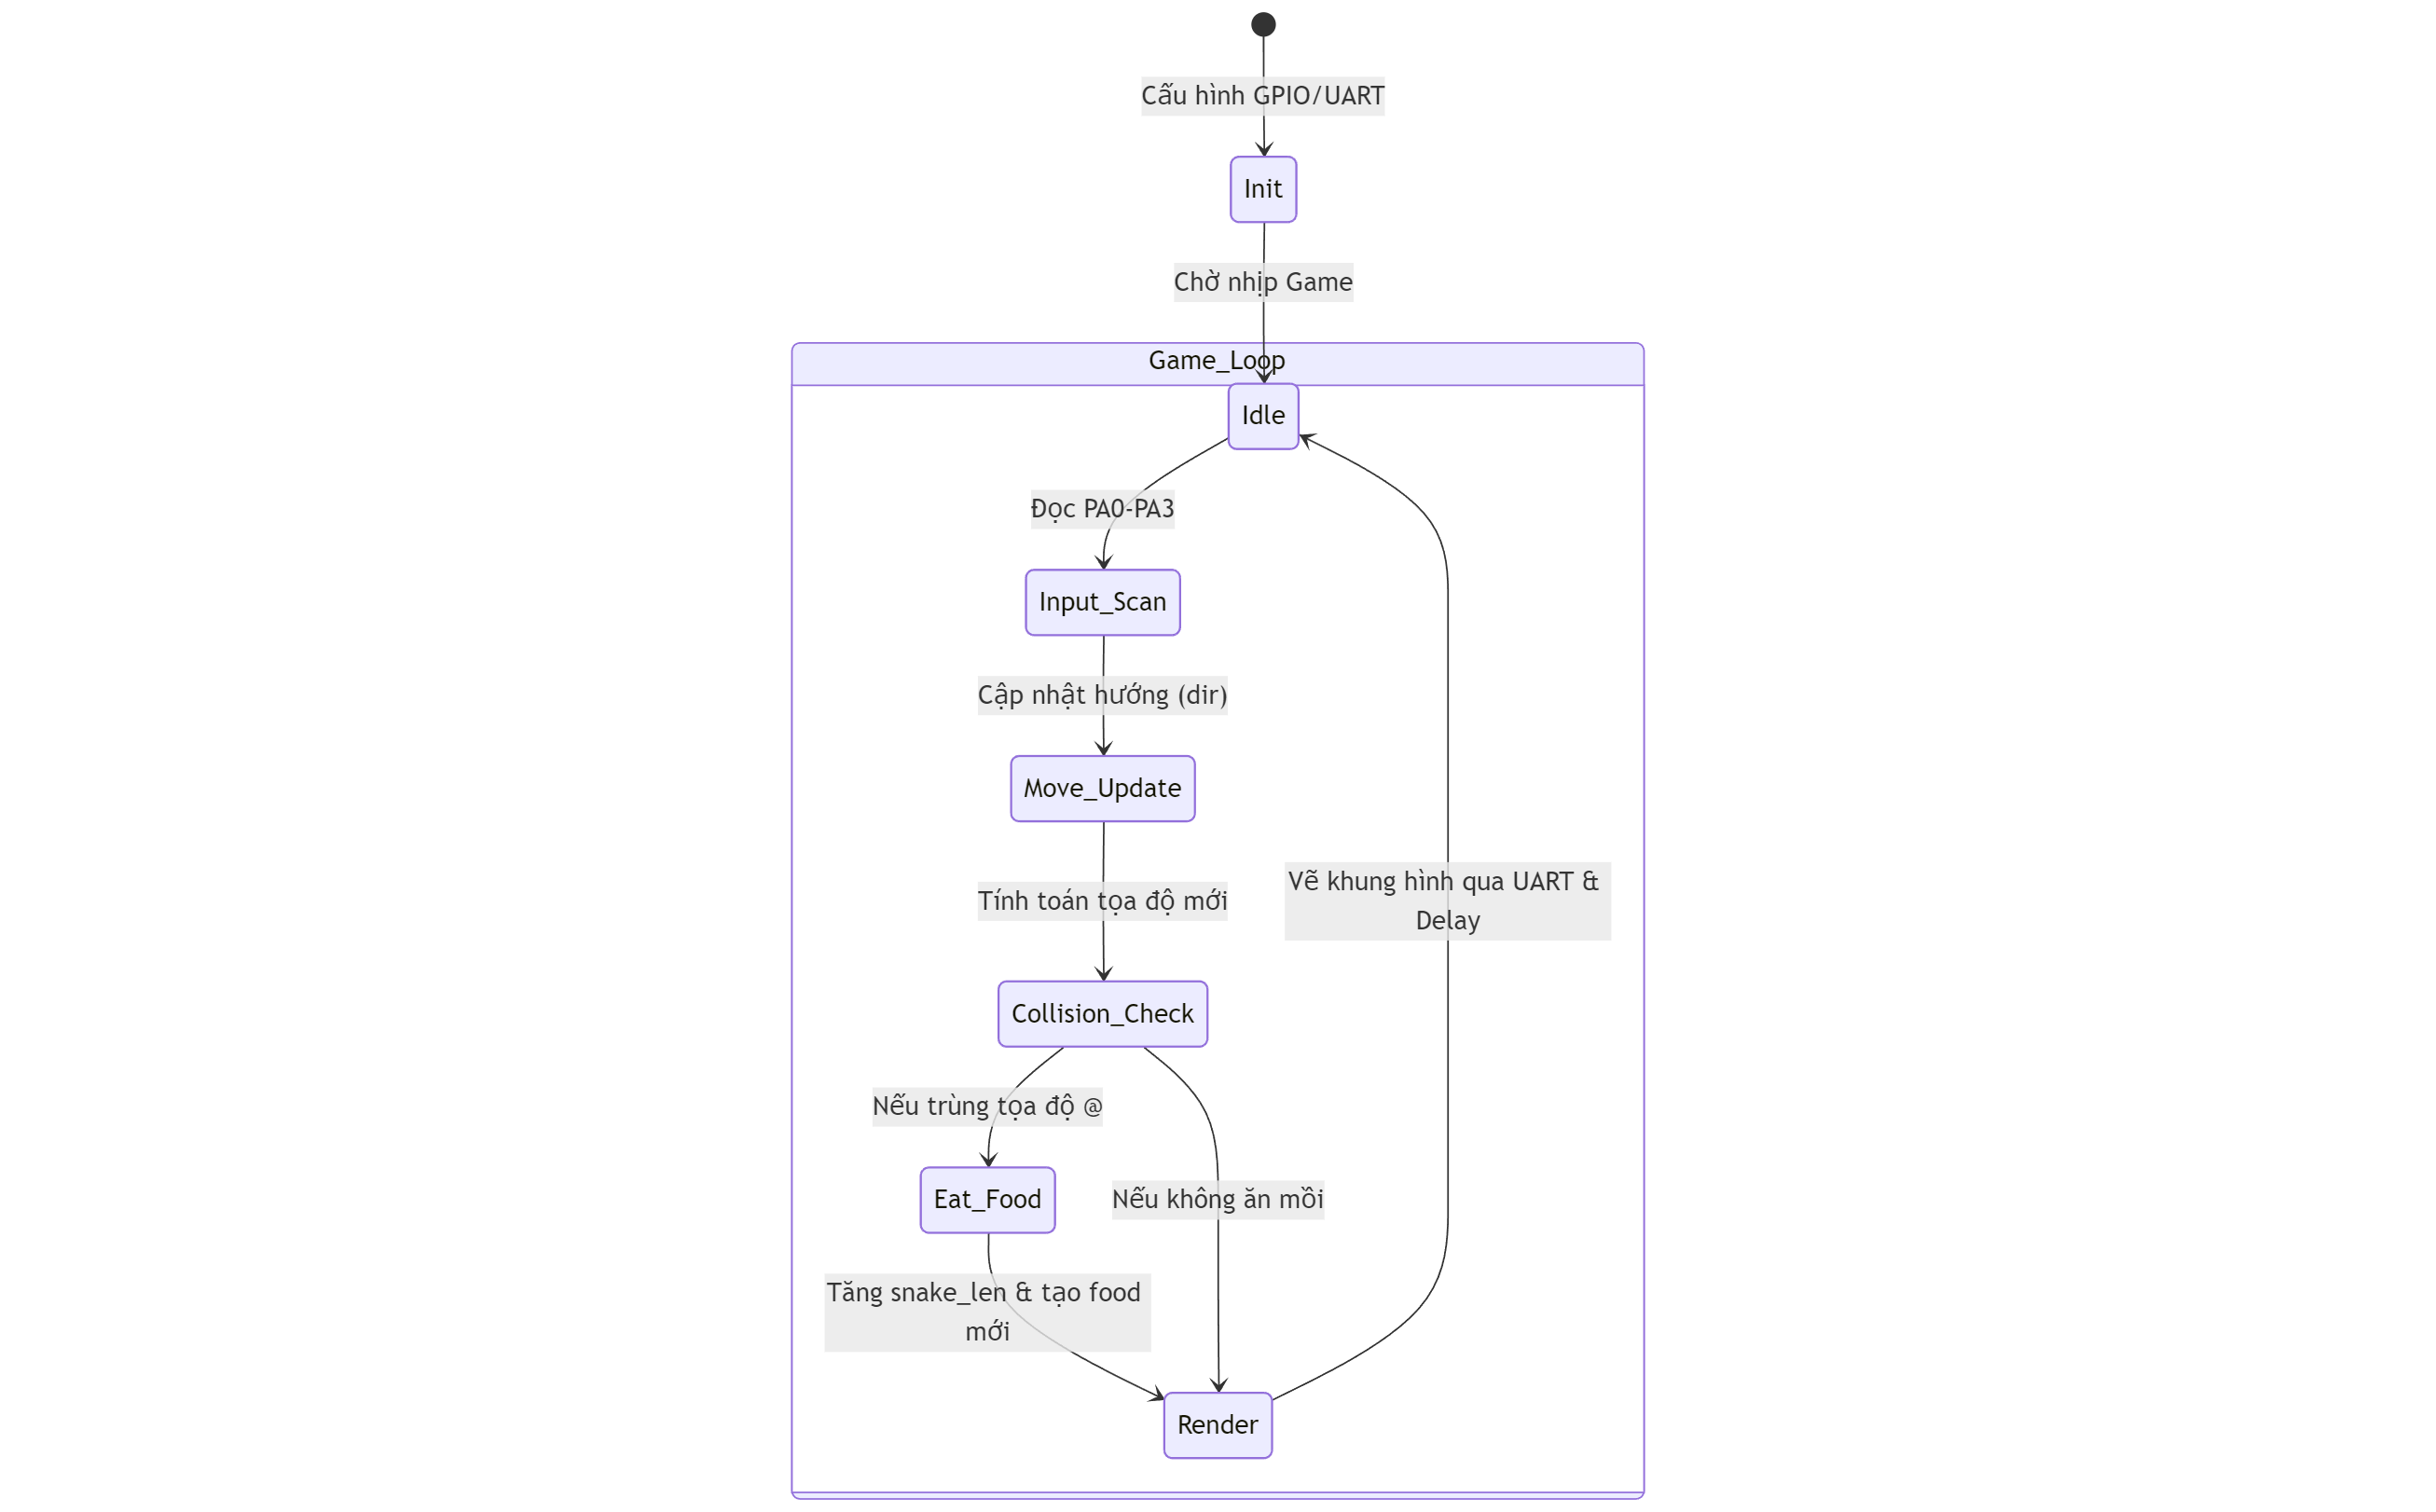 Cấu hình GPIO/UART
Init
Chờ nhịp Game
Game_Loop
Idle
Đọc PA0-PA3
Input_Scan
Cập nhật hướng (dir)
Move_Update
Vẽ khung hình qua UART &
Delay
Tính toán tọa độ mới
Collision_Check
Nếu trùng tọa độ @
Eat_Food
Nếu không ăn mồi
Tăng snake_len & tạo food
mới
Render